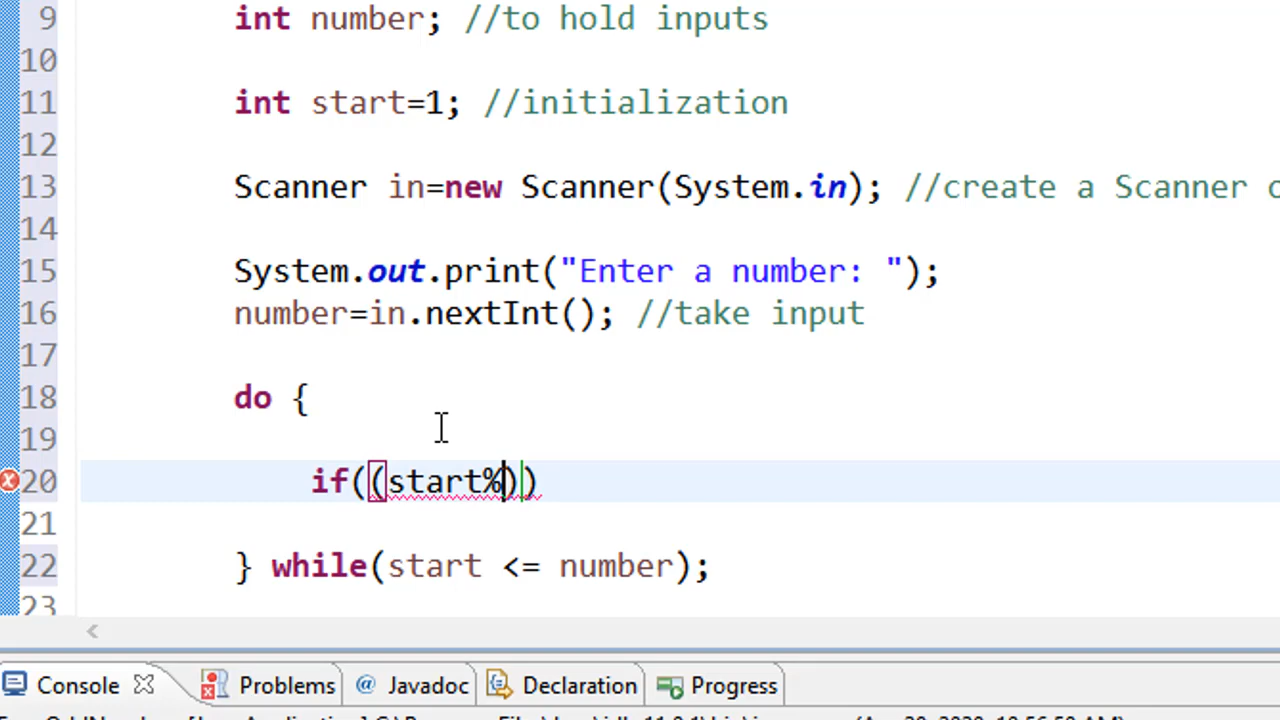 9 int number; //to hold inputs
10
11 int start=1; //initialization
12
13 Scanner in=new Scanner(System.in); //create a Scanner
14
15 System.out.print("Enter a number: ");
16 number=in.nextInt(); //take input
17
18 do {
19
20 if((start%))
21
22 } while(start <= number);
23
Console Problems @ Javadoc Declaration Progress